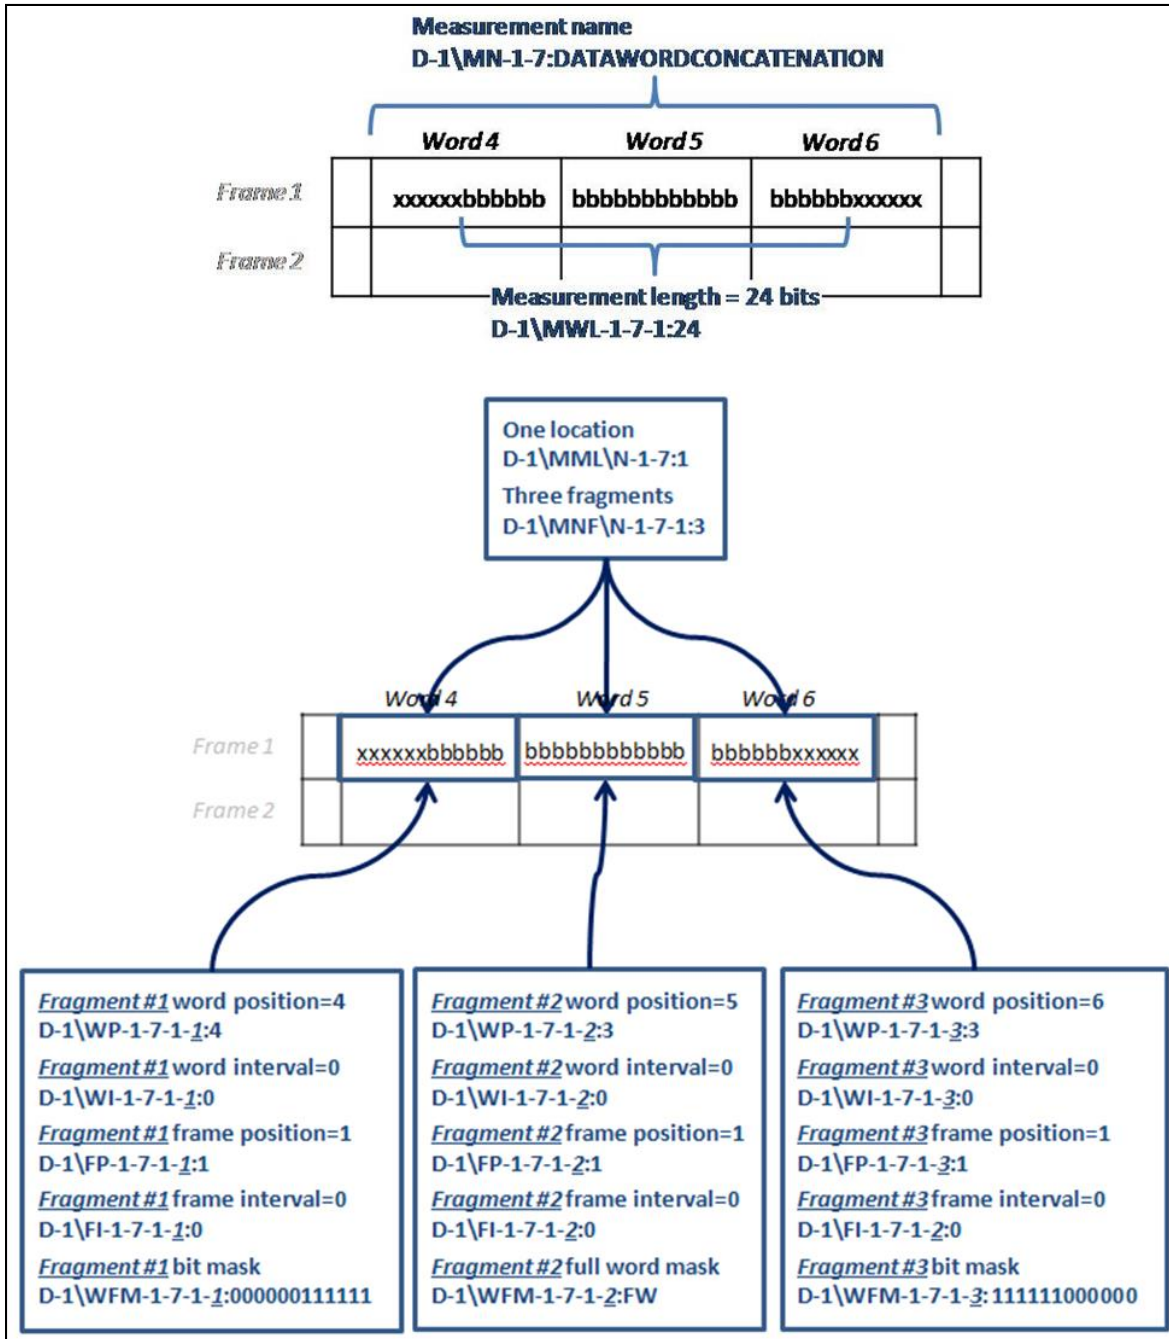 Measurement name
D-1\MN-1-7:DATAWORDCONCATENATION
Word 4 Word 5 Word 6
Frame 1 xxxxxxbbbbbb bbbbbbbbbbbb bbbbbbxxxxxx
Frame 2
Measurement length = 24 bits
D-1\MWL-1-7-1:24
One location
D-1\MML\N-1-7:1
Three fragments
D-1\MNF\N-1-7-1:3
Word 4 Word 5 Word 6
Frame 1 xxxxxxbbbbbb bbbbbbbbbbbb bbbbbbxxxxxx
Frame 2
Fragment #1 word position=4
D-1\WP-1-7-1-1:4
Fragment #1 word interval=0
D-1\WI-1-7-1-1:0
Fragment #1 frame position=1
D-1\FP-1-7-1-1:1
Fragment #1 frame interval=0
D-1\FI-1-7-1-1:0
Fragment #1 bit mask
D-1\WFM-1-7-1-1:000000111111
Fragment #2 word position=5
D-1\WP-1-7-1-2:3
Fragment #2 word interval=0
D-1\WI-1-7-1-2:0
Fragment #2 frame position=1
D-1\FP-1-7-1-2:1
Fragment #2 frame interval=0
D-1\FI-1-7-1-2:0
Fragment #2 full word mask
D-1\WFM-1-7-1-2:FW
Fragment #3 word position=6
D-1\WP-1-7-1-3:3
Fragment #3 word interval=0
D-1\WI-1-7-1-3:0
Fragment #3 frame position=1
D-1\FP-1-7-1-3:1
Fragment #3 frame interval=0
D-1\FI-1-7-1-2:0
Fragment #3 bit mask
D-1\WFM-1-7-1-3: 111111000000